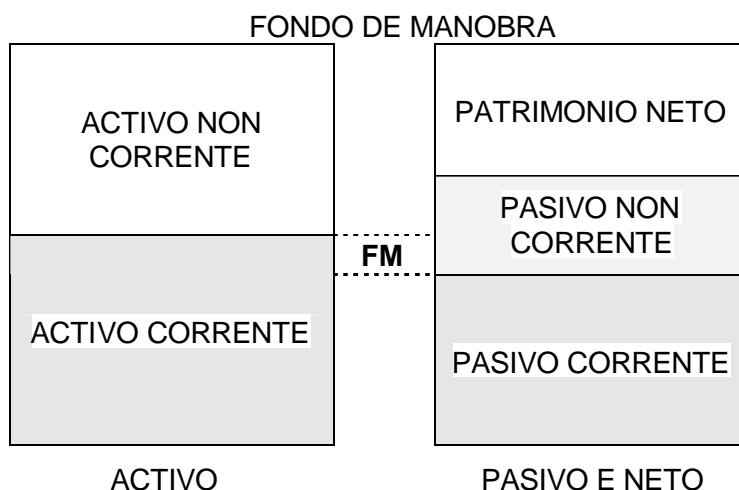 FONDO DE MANOBRA
ACTIVO NON
CORRENTE
PATRIMONIO NETO
PASIVO NON
CORRENTE
FM
ACTIVO CORRENTE
PASIVO CORRENTE
ACTIVO
PASIVO E NETO